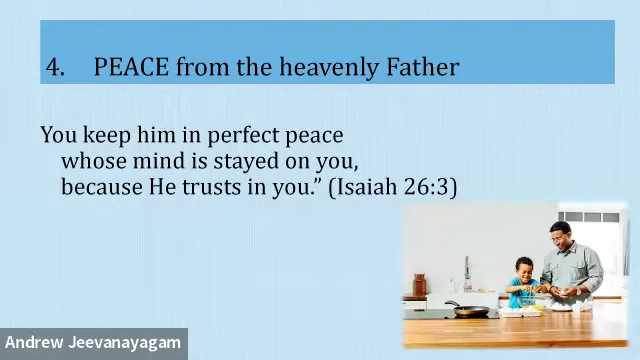 4. PEACE from the heavenly Father
You keep him in perfect peace
whose mind is stayed on you,
because He trusts in you.” (Isaiah 26:3)
Andrew Jeevanayagam